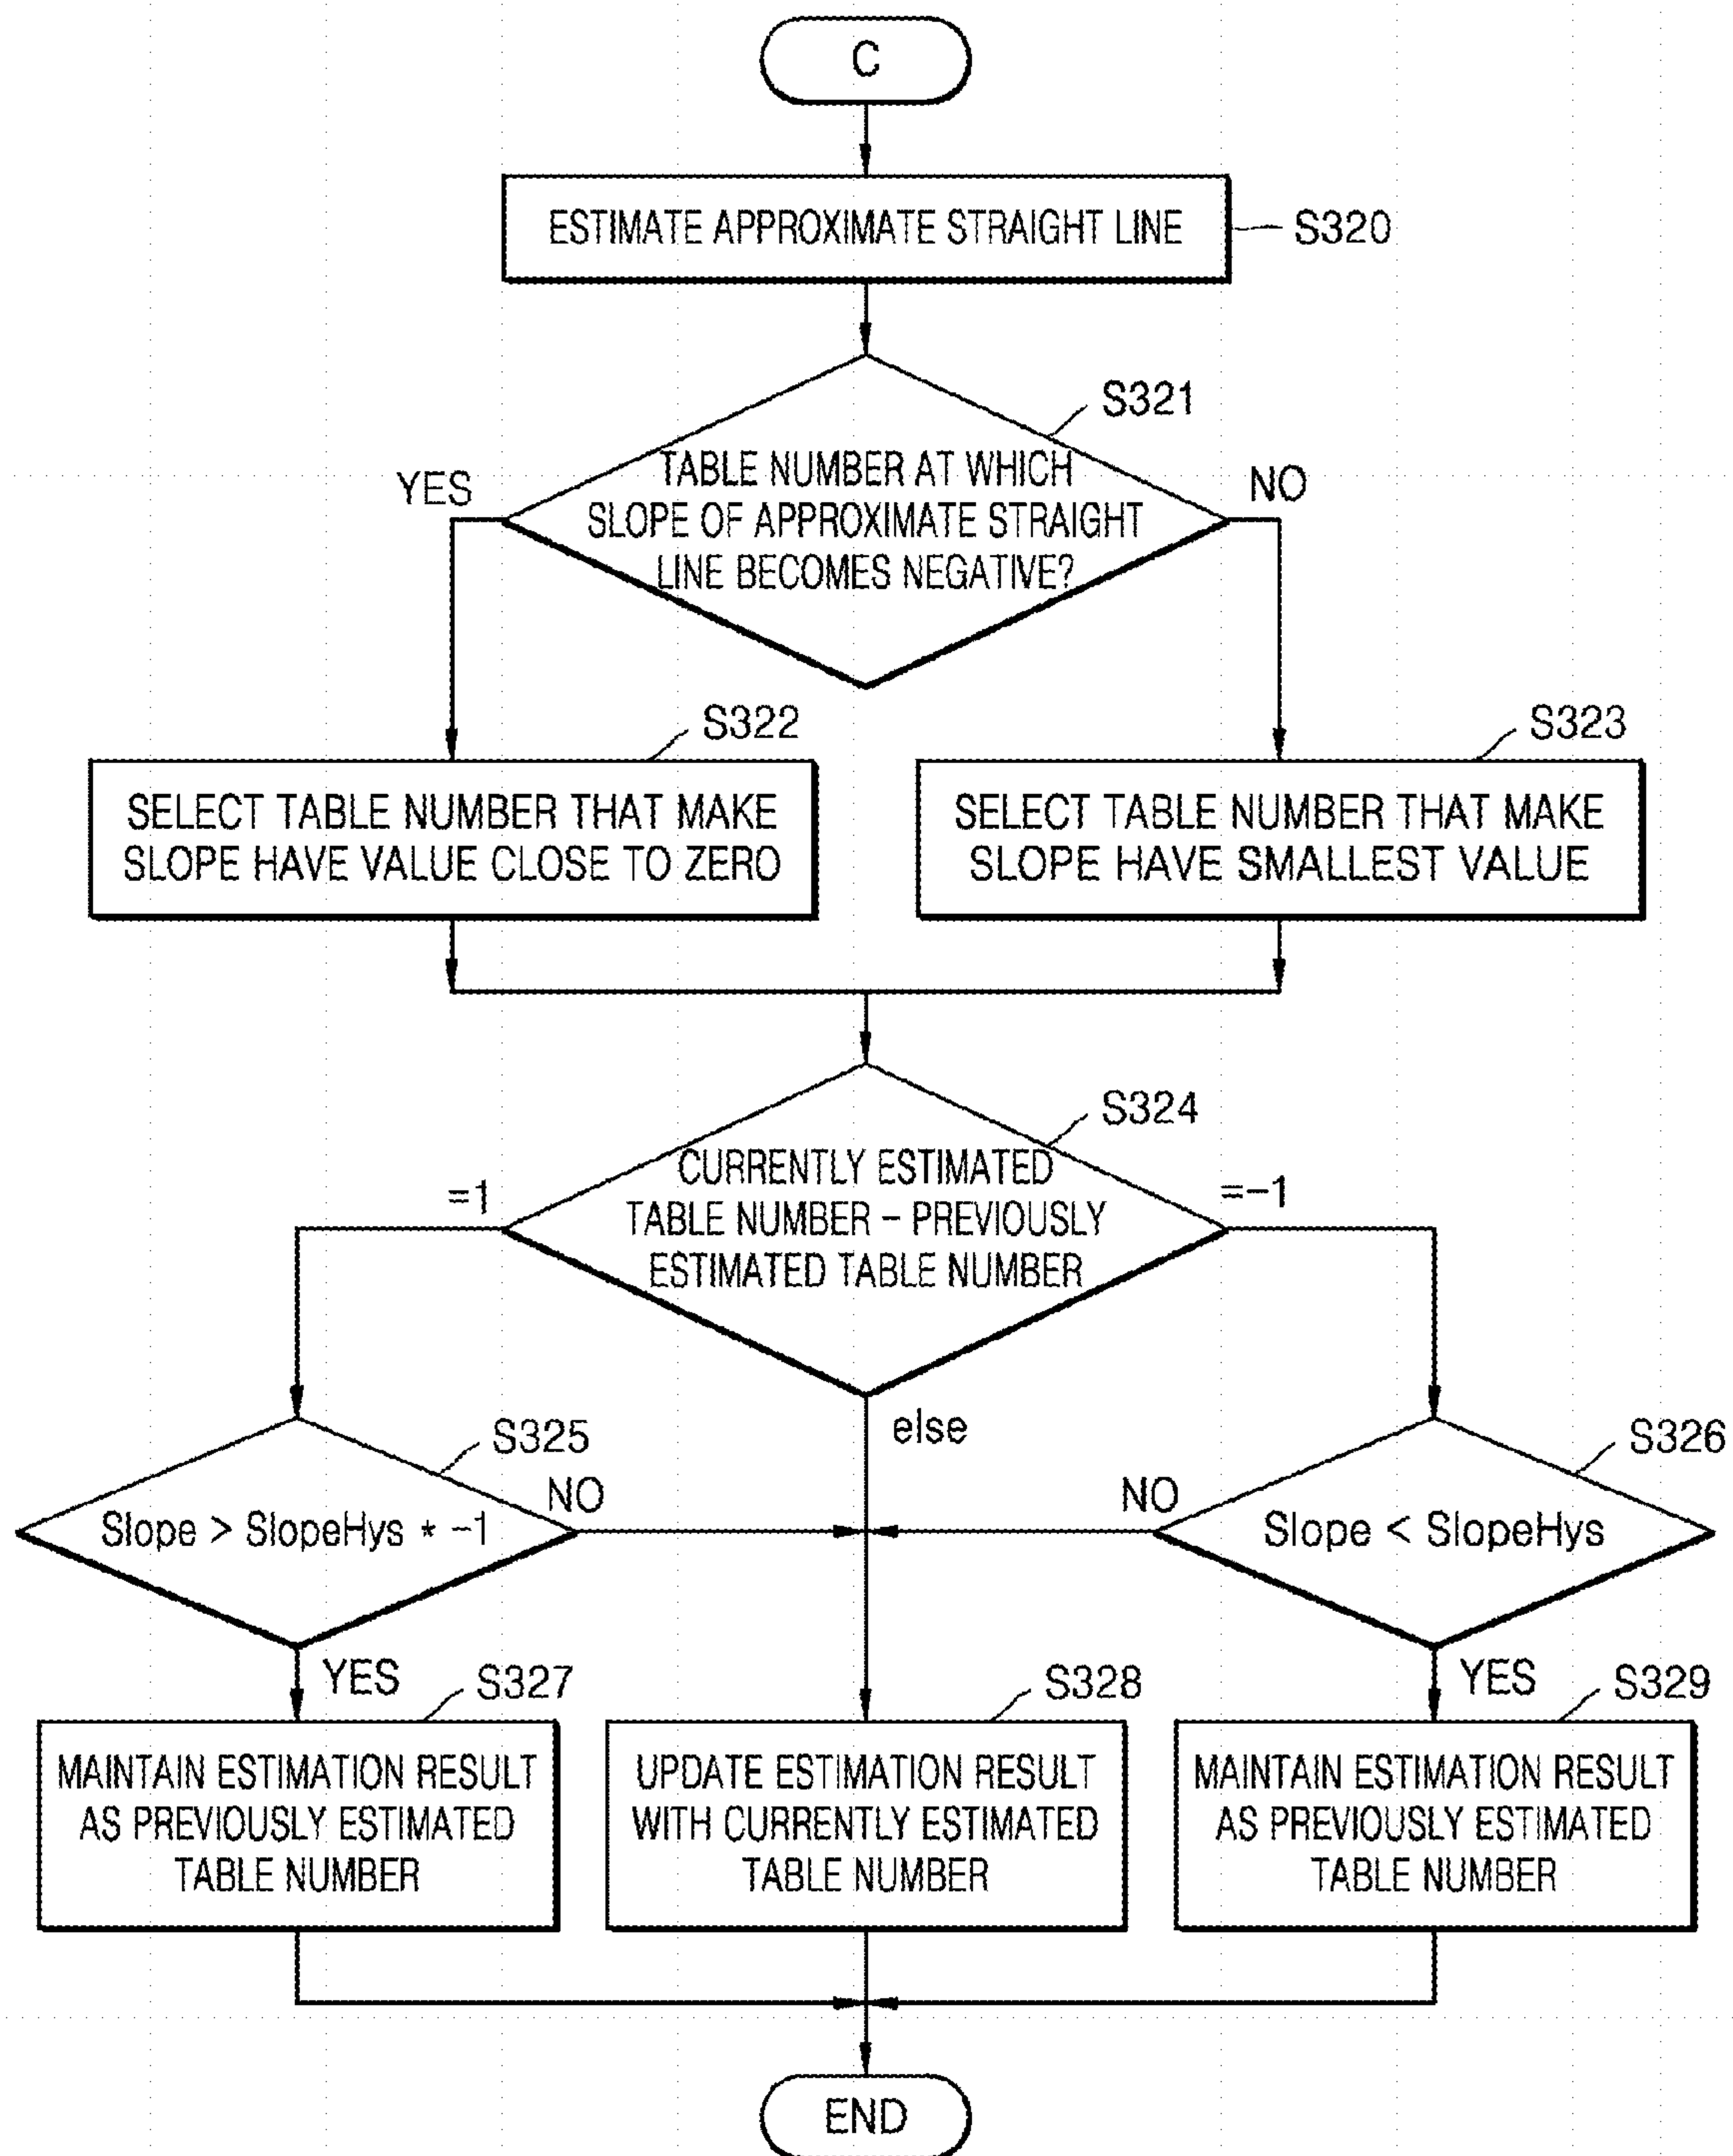 C
ESTIMATE APPROXIMATE STRAIGHT LINE
S320
S321
YES
NO
TABLE NUMBER AT WHICH
SLOPE OF APPROXIMATE STRAIGHT
LINE BECOMES NEGATIVE?
S322
SELECT TABLE NUMBER THAT MAKE
SLOPE HAVE VALUE CLOSE TO ZERO
S323
SELECT TABLE NUMBER THAT MAKE
SLOPE HAVE SMALLEST VALUE
S324
=1
=-1
CURRENTLY ESTIMATED
TABLE NUMBER – PREVIOUSLY
ESTIMATED TABLE NUMBER
else
S325
Slope > SlopeHys * -1
NO
YES
S326
Slope < SlopeHys
NO
YES
S327
MAINTAIN ESTIMATION RESULT
AS PREVIOUSLY ESTIMATED
TABLE NUMBER
S328
UPDATE ESTIMATION RESULT
WITH CURRENTLY ESTIMATED
TABLE NUMBER
S329
MAINTAIN ESTIMATION RESULT
AS PREVIOUSLY ESTIMATED
TABLE NUMBER
END